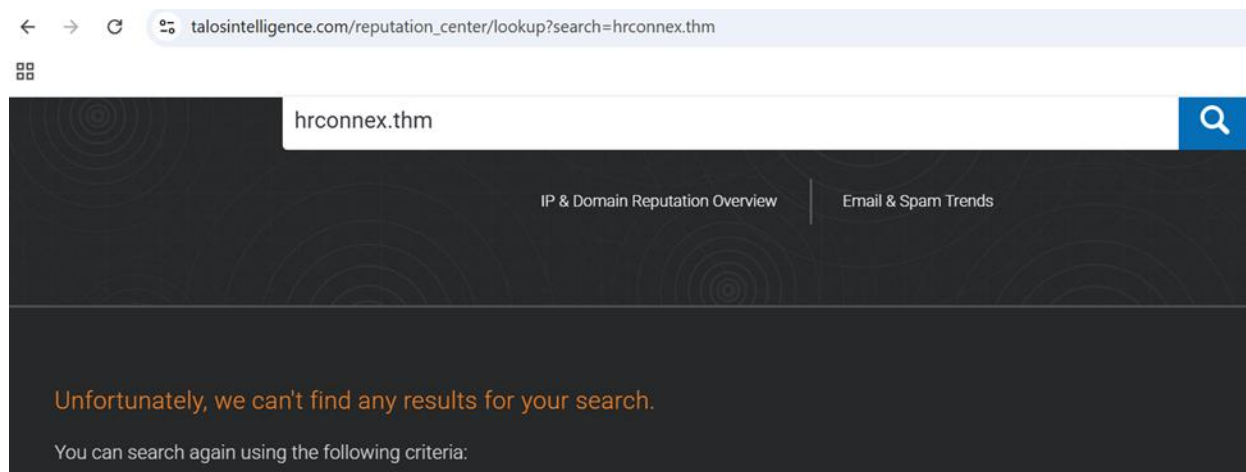 talosintelligence.com/reputation_center/lookup?search=hrconnex.thm
hrconnex.thm
IP & Domain Reputation Overview
Email & Spam Trends
Unfortunately, we can't find any results for your search.
You can search again using the following criteria: